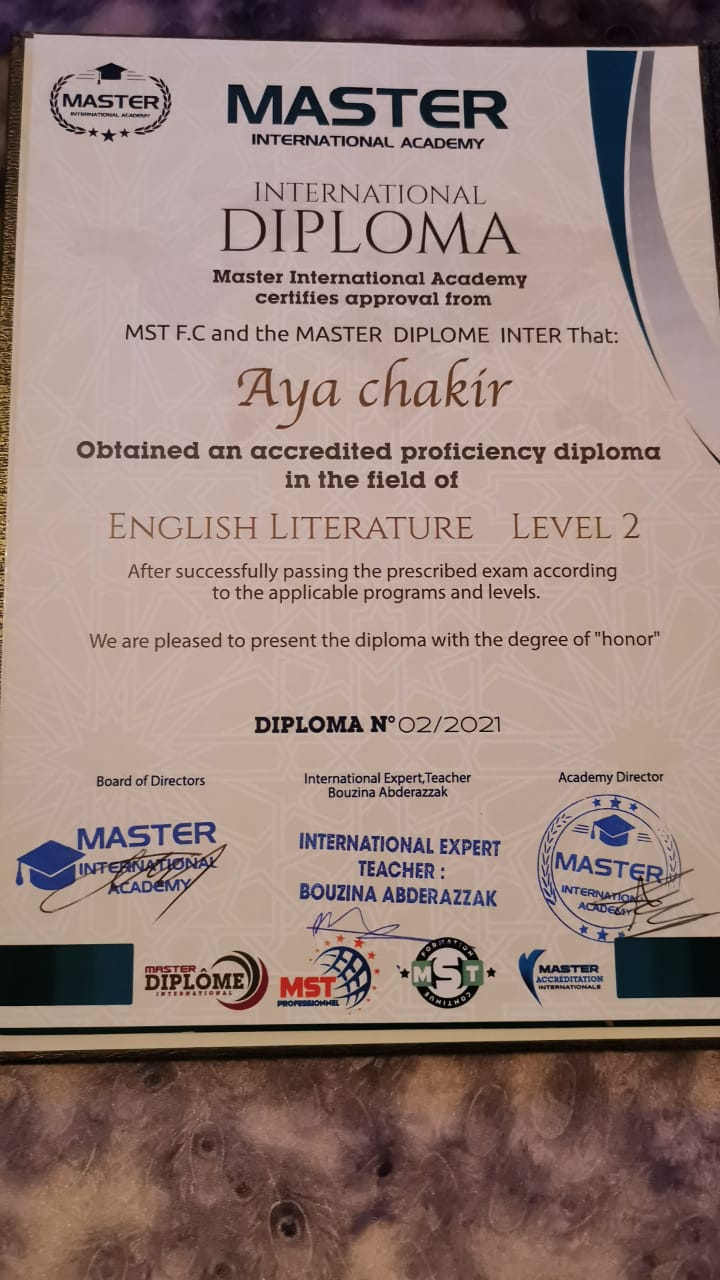 MASTER
INTERNATIONAL ACADEMY
MASTER
INTERNATIONAL ACADEMY
INTERNATIONAL
DIPLOMA
Master International Academy
certifies approval from
MST F.C and the MASTER DIPLOME INTER That:
Aya chakir
Obtained an accredited proficiency diploma
in the field of
ENGLISH LITERATURE LEVEL 2
After successfully passing the prescribed exam according
to the applicable programs and levels.
We are pleased to present the diploma with the degree of "honor"
DIPLOMA N° 02/2021
Board of Directors
International Expert,Teacher
Bouzina Abderazzak
Academy Director
MASTER
INTERNATIONAL
ACADEMY
INTERNATIONAL EXPERT
TEACHER :
BOUZINA ABDERAZZAK
MASTER
INTERNATIONAL
ACADEMY
MASTER
DIPLÔME
INTERNATIONAL
MST
PROFESSIONNEL
FORMATION
MST
CONTINUE
MASTER
ACCRÉDITATION
INTERNATIONALE